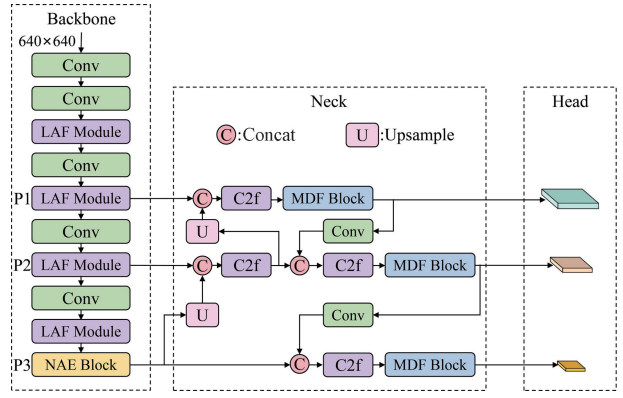 Backbone
640×640
Conv
Conv
LAF Module
Conv
P1 LAF Module
Conv
P2 LAF Module
Conv
LAF Module
P3 NAE Block
Neck
C :Concat
U :Upsample
C C2f MDF Block
U Conv
C C2f C C2f MDF Block
U Conv
C C2f MDF Block
Head